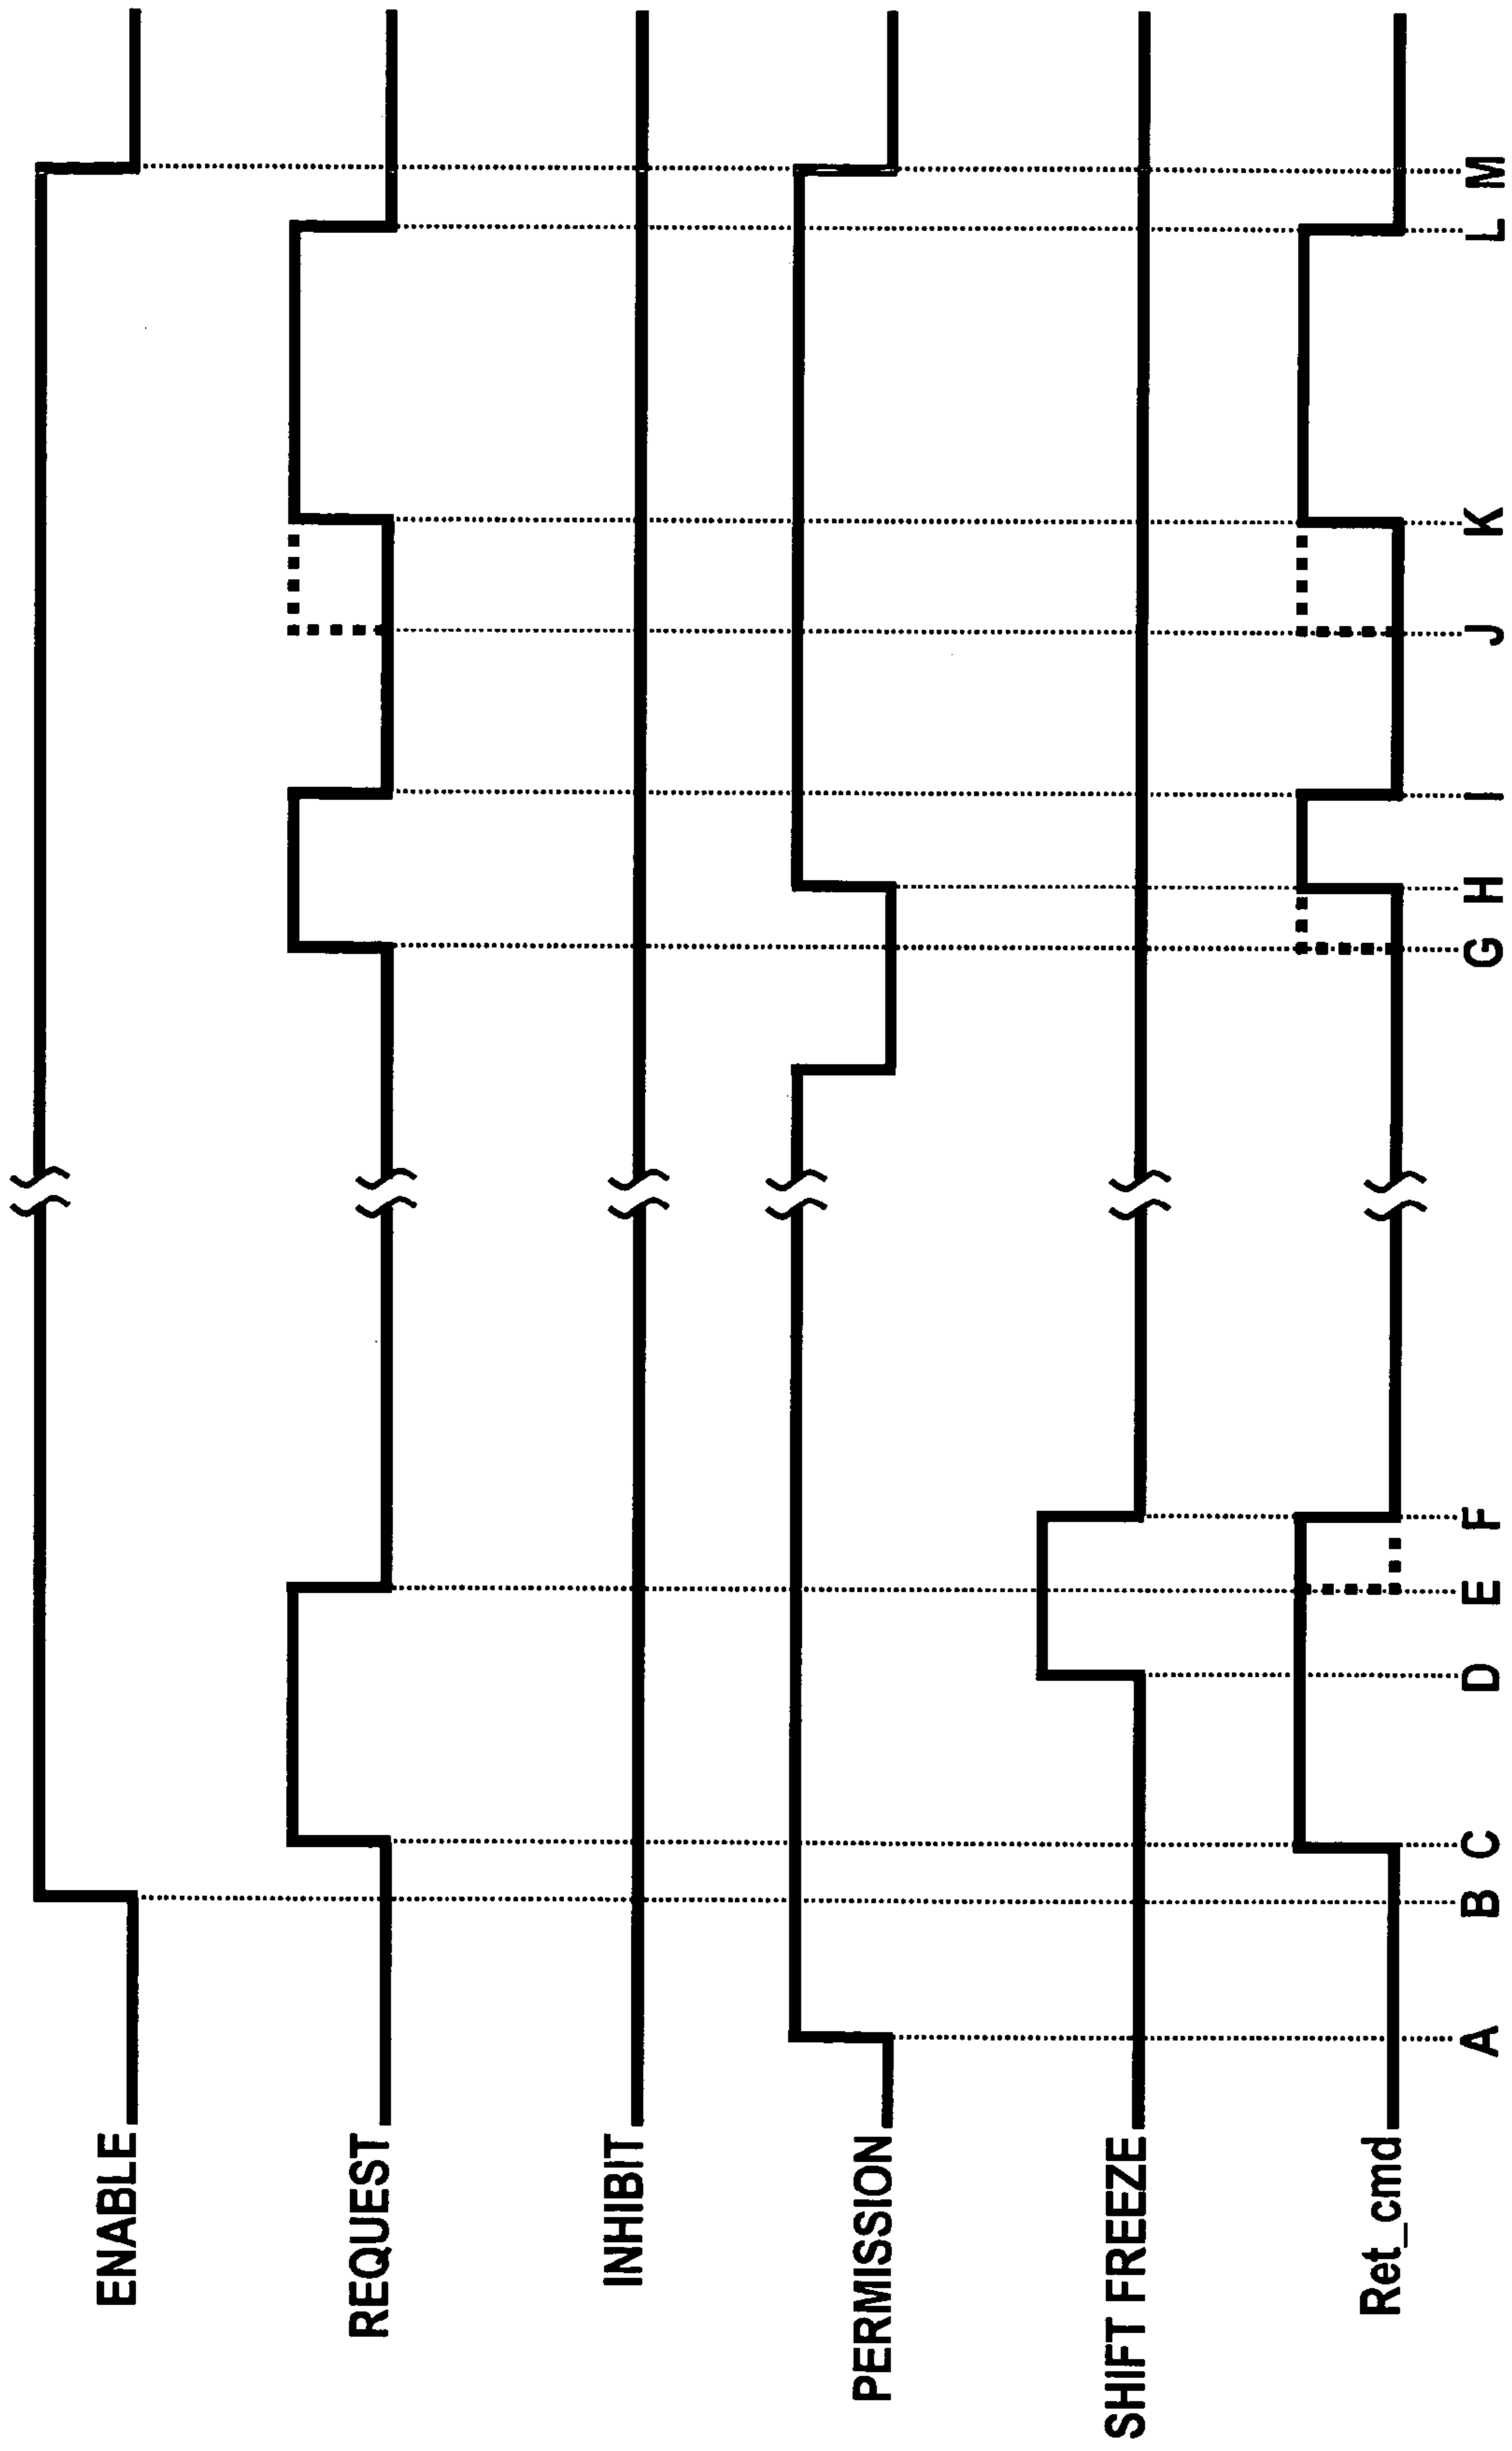 ENABLE
REQUEST
INHIBIT
PERMISSION
SHIFT FREEZE
Ret_cmd
A B C D E F G H I J K L M